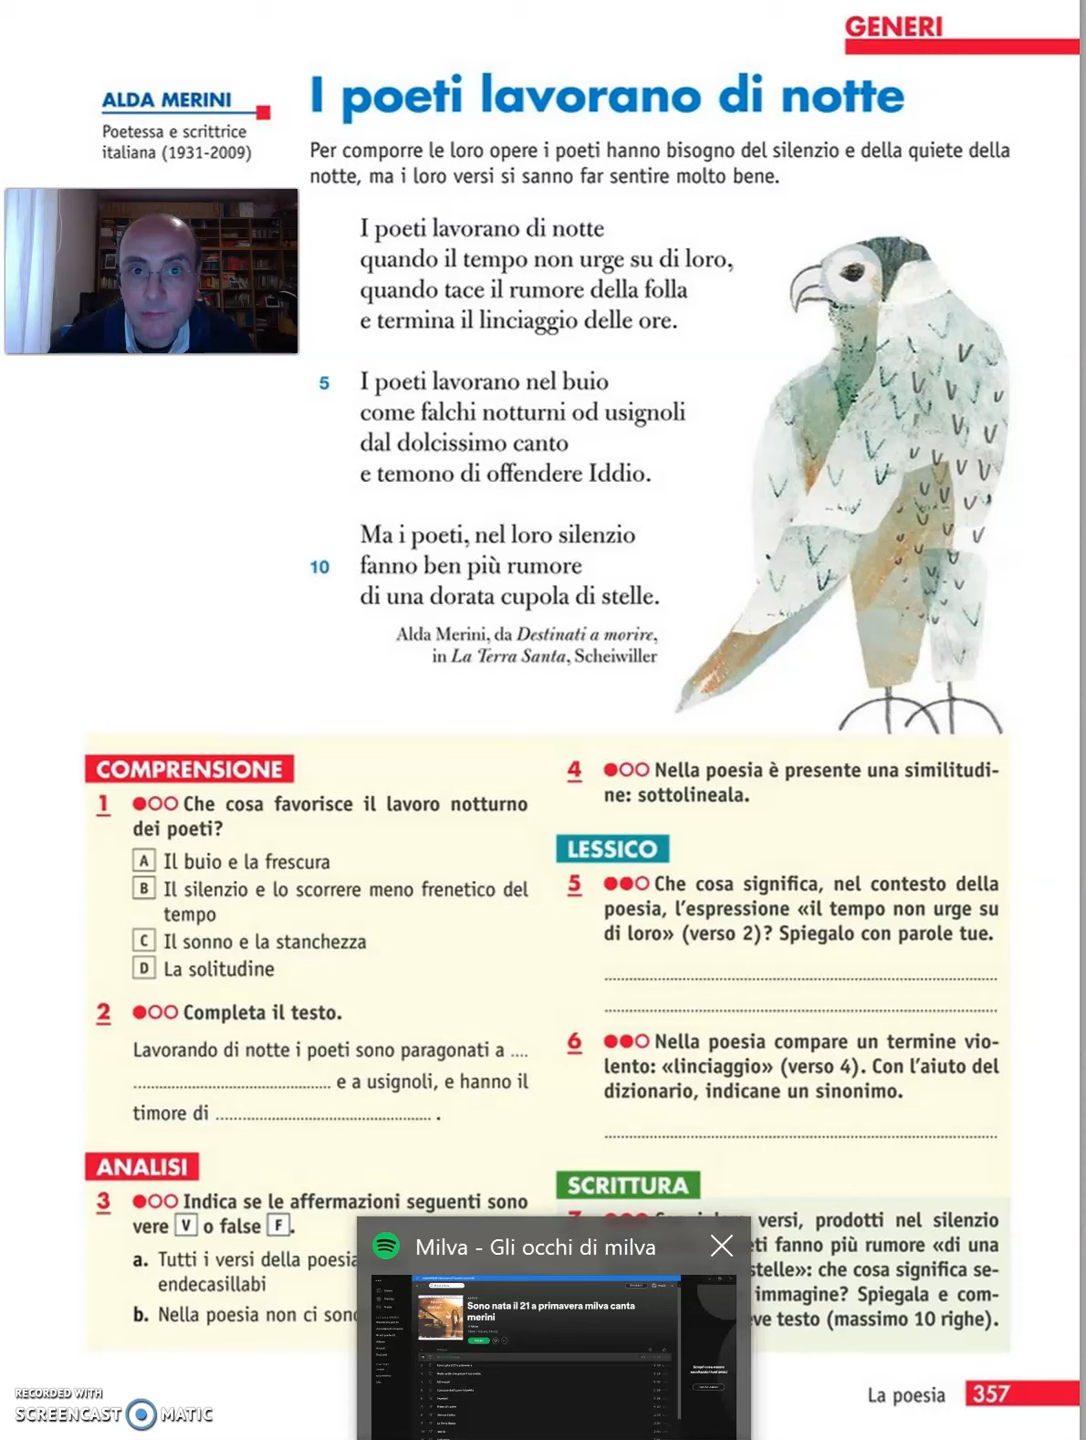 GENERI
ALDA MERINI
Poetessa e scrittrice
italiana (1931-2009)
I poeti lavorano di notte
Per comporre le loro opere i poeti hanno bisogno del silenzio e della quiete della
notte, ma i loro versi si sanno far sentire molto bene.
I poeti lavorano di notte
quando il tempo non urge su di loro,
quando tace il rumore della folla
e termina il linciaggio delle ore.
5 I poeti lavorano nel buio
come falchi notturni od usignoli
dal dolcissimo canto
e temono di offendere Iddio.
Ma i poeti, nel loro silenzio
10 fanno ben più rumore
di una dorata cupola di stelle.
Alda Merini, da Destinati a morire,
in La Terra Santa, Scheiwiller
COMPRENSIONE
1 Che cosa favorisce il lavoro notturno
dei poeti?
A Il buio e la frescura
B Il silenzio e lo scorrere meno frenetico del
tempo
C Il sonno e la stanchezza
D La solitudine
2 Completa il testo.
Lavorando di notte i poeti sono paragonati a ....
.................................... e a usignoli, e hanno il
timore di ....................................... .
ANALISI
3 Indica se le affermazioni seguenti sono
vere V o false F.
a. Tutti i versi della poesia
endecasillabi
b. Nella poesia non ci sono
4 Nella poesia è presente una similitudi-
ne: sottolineala.
LESSICO
5 Che cosa significa, nel contesto della
poesia, l'espressione «il tempo non urge su
di loro» (verso 2)? Spiegalo con parole tue.
6 Nella poesia compare un termine vio-
lento: «linciaggio» (verso 4). Con l'aiuto del
dizionario, indicane un sinonimo.
SCRITTURA
versi, prodotti nel silenzio
eti fanno più rumore «di una
stelle»: che cosa significa se-
immagine? Spiegala e com-
eve testo (massimo 10 righe).
Milva - Gli occhi di milva
Sono nata il 21 a primavera milva canta
merini
RECORDED WITH
SCREENCAST MATIC
La poesia 357